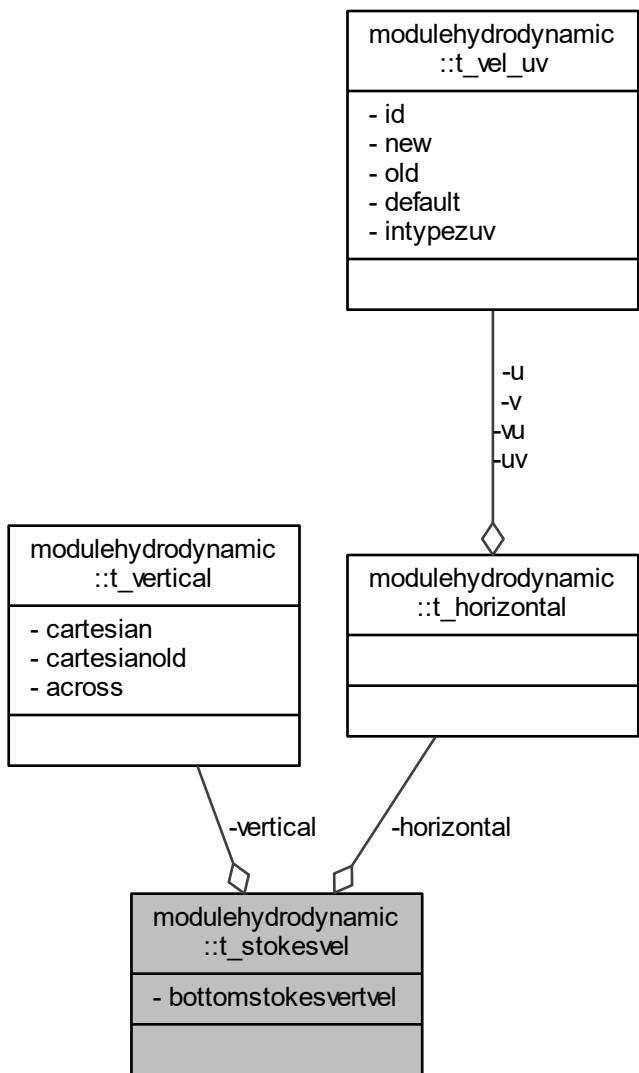 modulehydrodynamic
::t_vel_uv
- id
- new
- old
- default
- intypezuv
-u
-v
-vu
-uv
modulehydrodynamic
::t_vertical
- cartesian
- cartesianold
- across
modulehydrodynamic
::t_horizontal
-vertical
-horizontal
modulehydrodynamic
::t_stokesvel
- bottomstokesvertvel